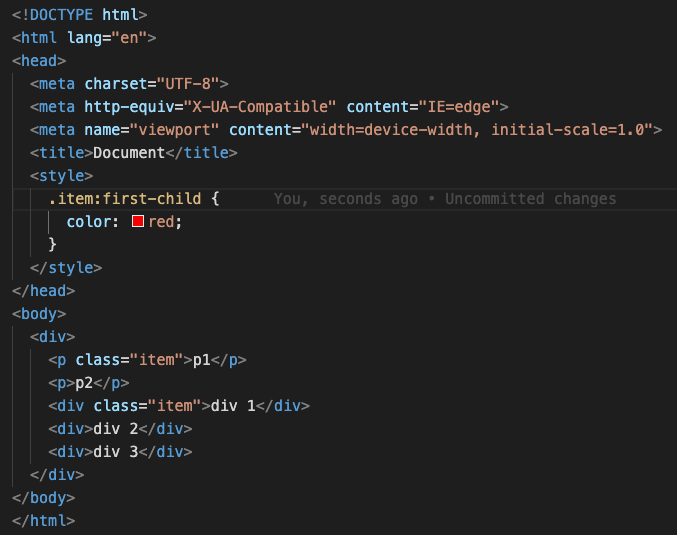 <!DOCTYPE html>
<html lang="en">
<head>
  <meta charset="UTF-8">
  <meta http-equiv="X-UA-Compatible" content="IE=edge">
  <meta name="viewport" content="width=device-width, initial-scale=1.0">
  <title>Document</title>
  <style>
    .item:first-child {      You, seconds ago • Uncommitted changes
      color: red;
    }
  </style>
</head>
<body>
  <div>
    <p class="item">p1</p>
    <p>p2</p>
    <div class="item">div 1</div>
    <div>div 2</div>
    <div>div 3</div>
  </div>
</body>
</html>